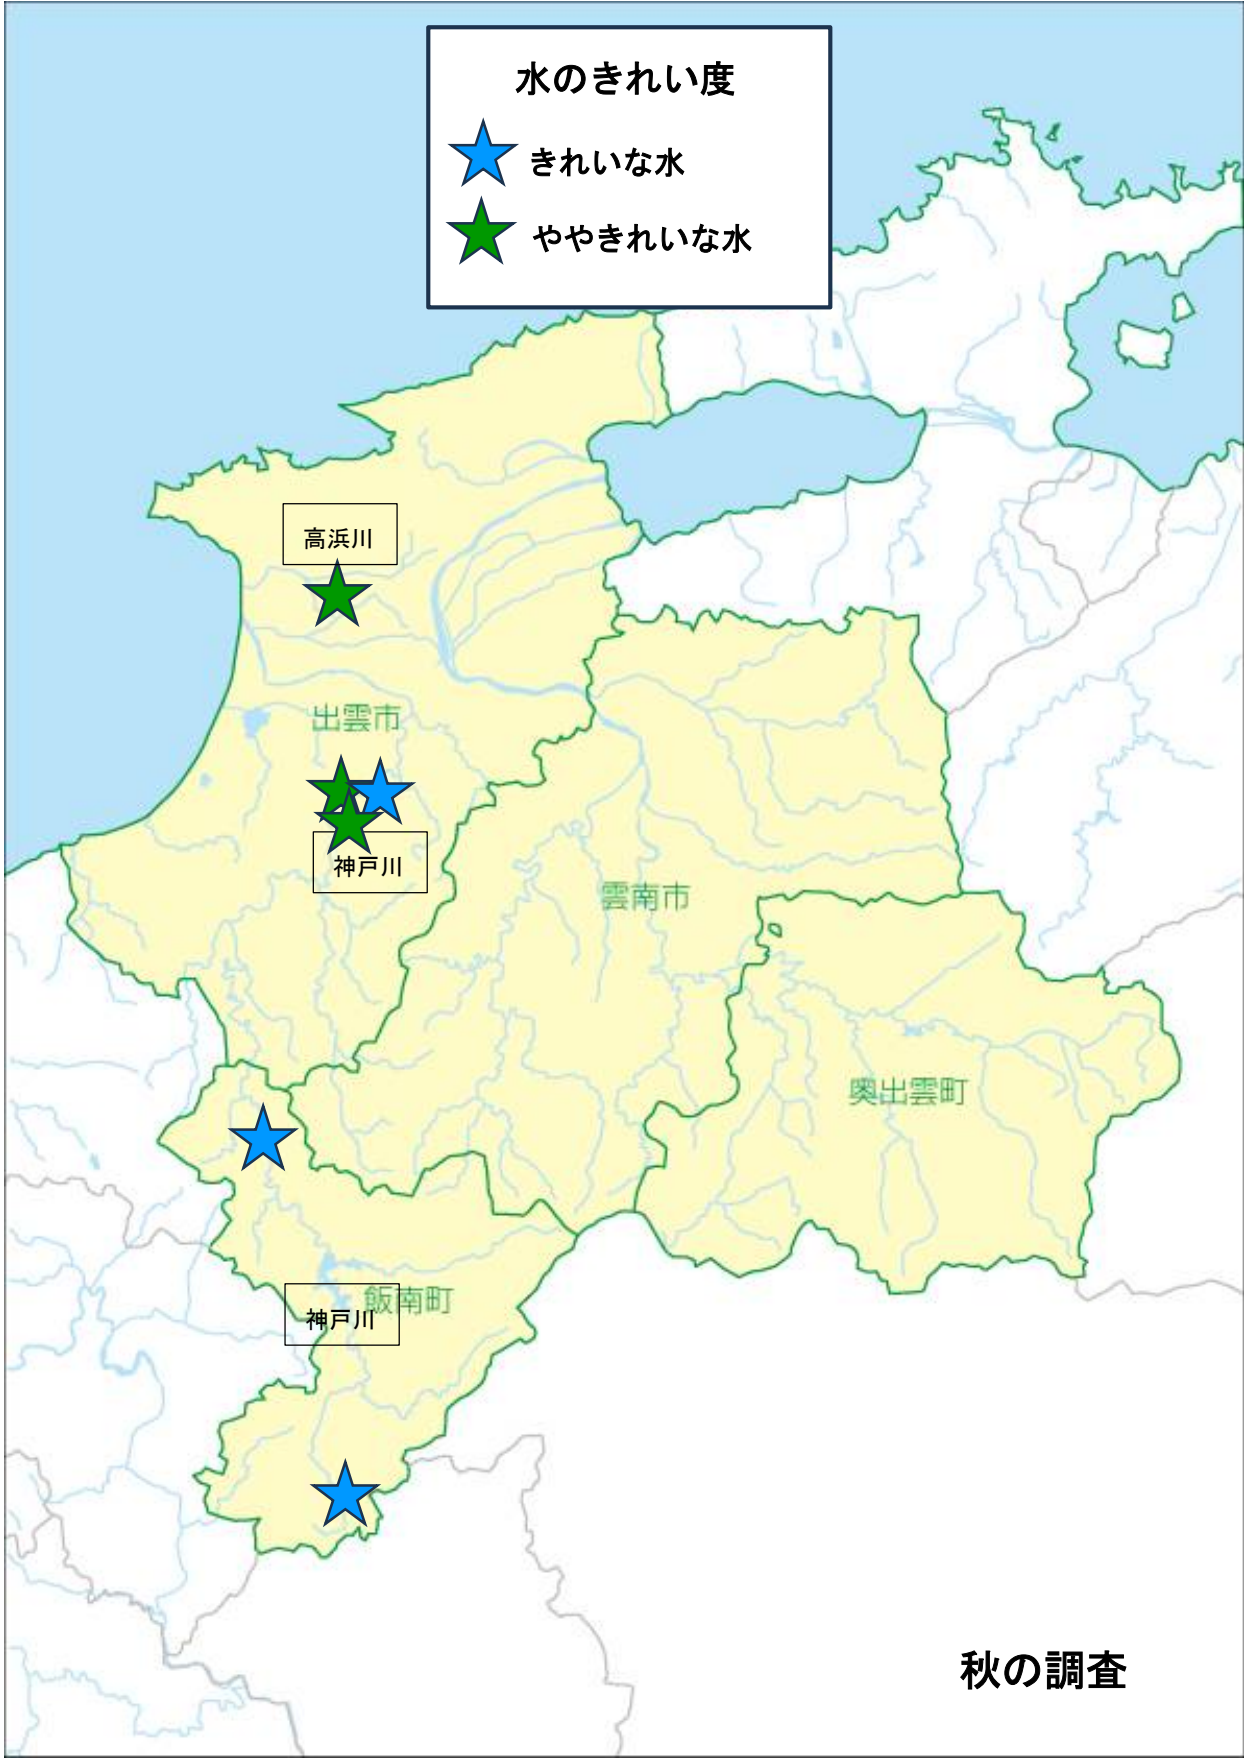 水のきれい度
きれいな水
ややきれいな水
高浜川
出雲市
神戸川
雲南市
奥出雲町
飯南町
神戸川
秋の調査